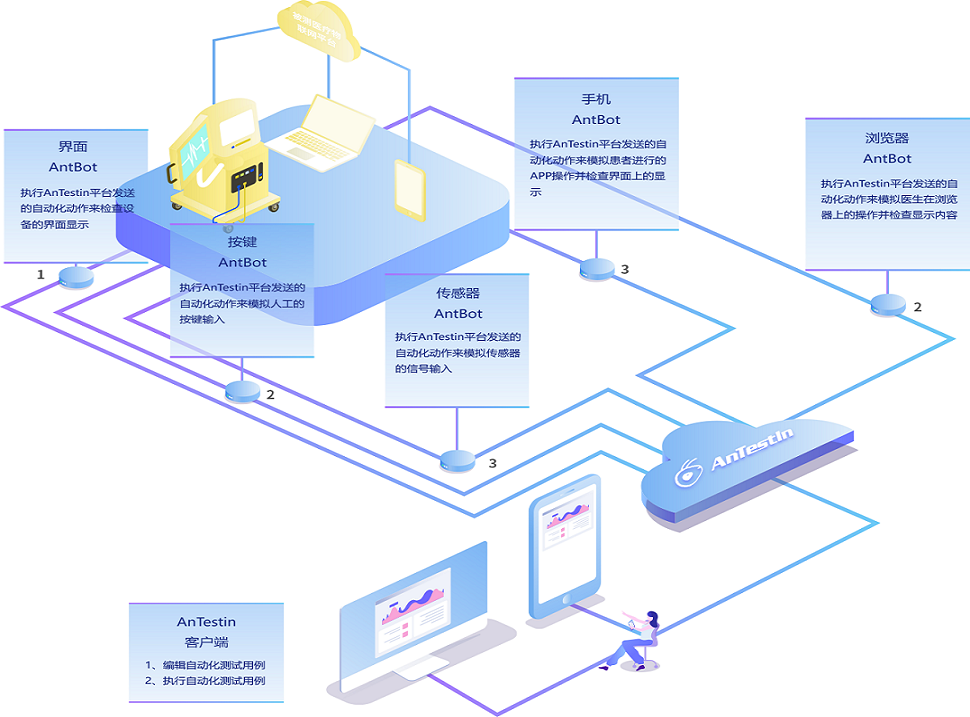 被测医疗物
联网平台
手机
AntBot
执行AnTestin平台发送的自
动化动作来模拟患者进行的
APP操作并检查界面上的显
示
3
浏览器
AntBot
执行AnTestin平台发送的自
动化动作来模拟医生在浏览
器上的操作并检查显示内容
2
界面
AntBot
执行AnTestin平台发送
的自动化动作来检查设
备的界面显示
1
按键
AntBot
执行AnTestin平台发送的
自动化动作来模拟人工的
按键输入
2
传感器
AntBot
执行AnTestin平台发送的
自动化动作来模拟传感器
的信号输入
3
AnTestIn
AnTestin
客户端
1、编辑自动化测试用例
2、执行自动化测试用例